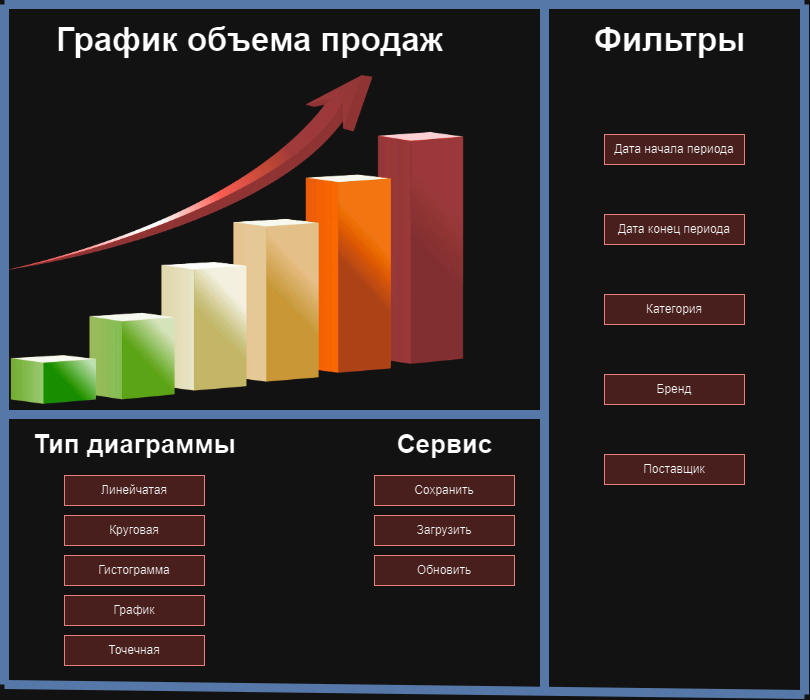 График объема продаж
Тип диаграммы
Линейчатая
Круговая
Гистограмма
График
Точечная
Сервис
Сохранить
Загрузить
Обновить
Фильтры
Дата начала периода
Дата конец периода
Категория
Бренд
Поставщик